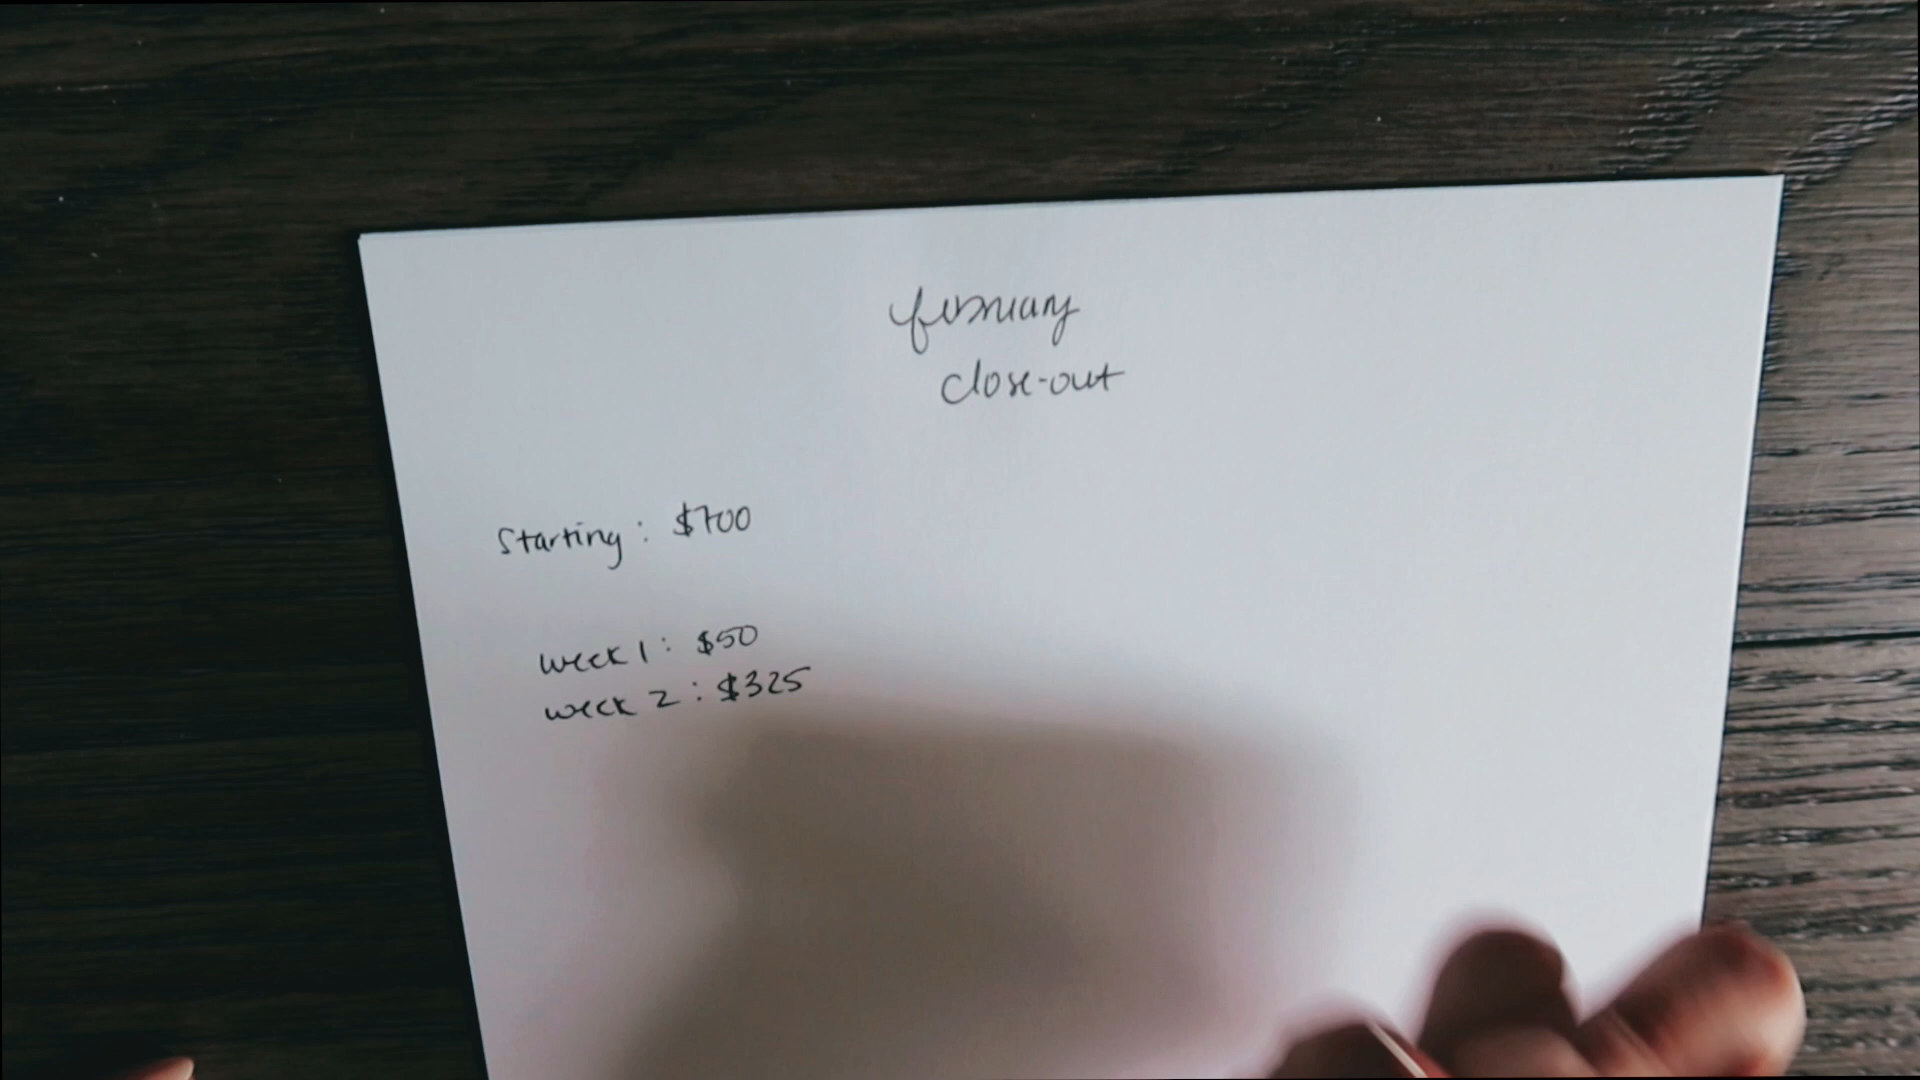 february
close-out
Starting: $700
week 1: $50
week 2: $325